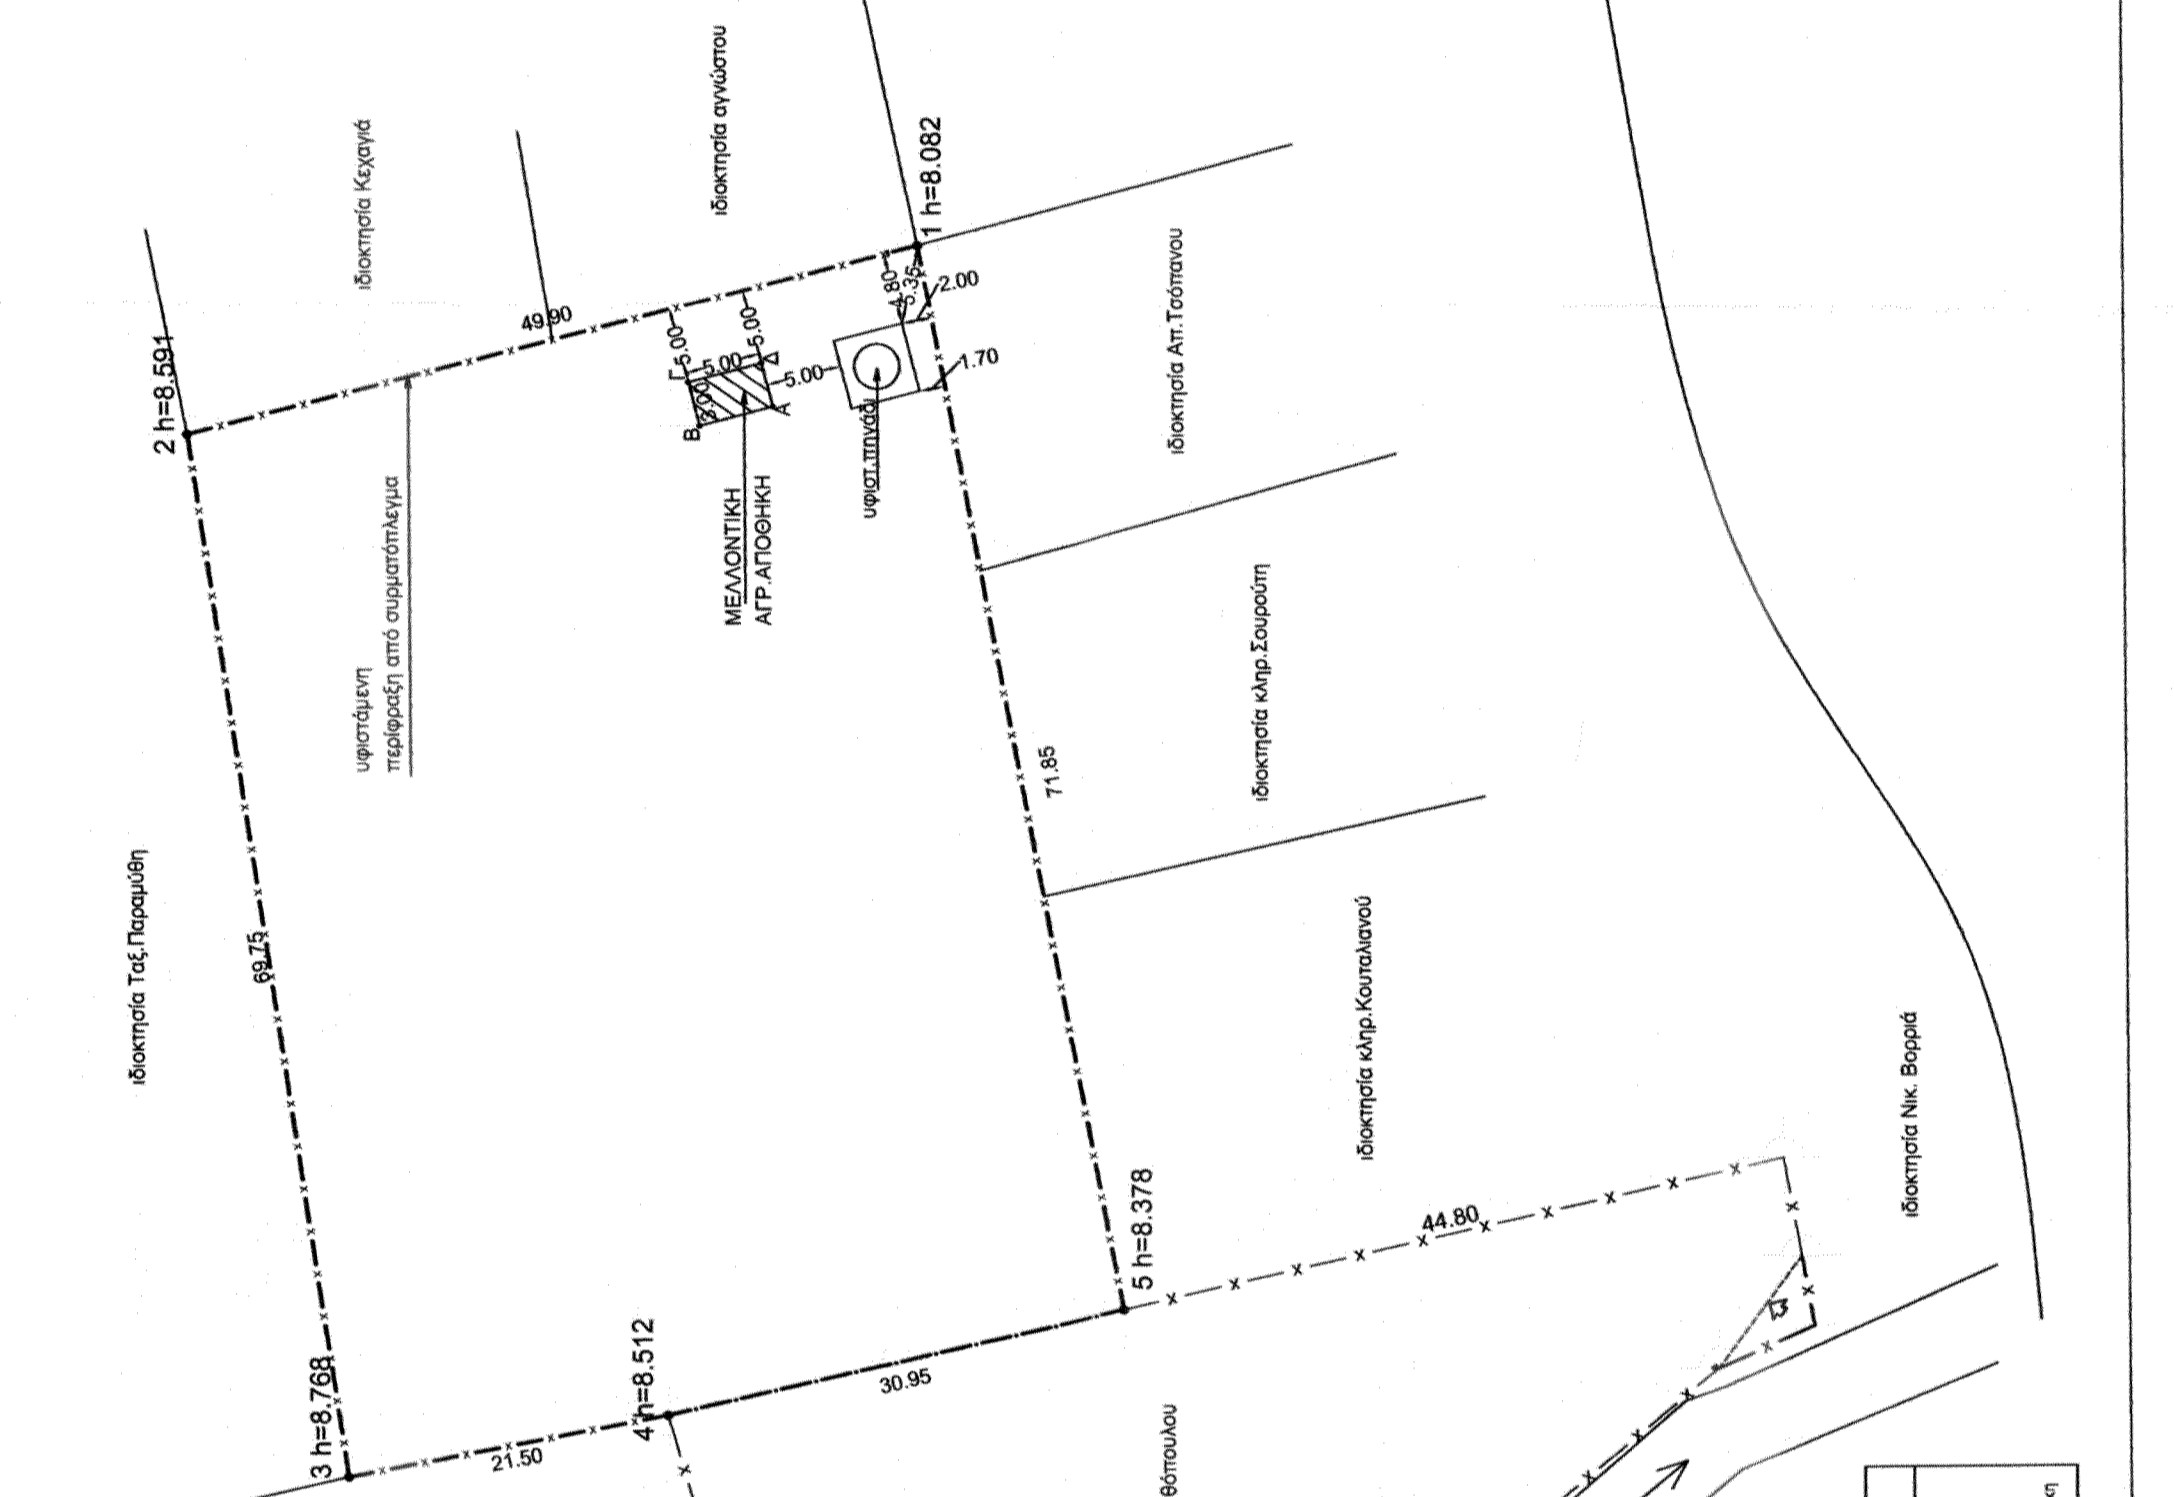 ιδιοκτησία Ταξ.Παραμύθη
2 h=8.591
ιδιοκτησία Κεχαγιά
49.90
υφιστάμενη
περίφραξη από συρματόπλεγμα
69.75
3 h=8.768
21.50
4 h=8.512
30.95
ιδιοκτησία αγνώστου
5.00
5.00
5.00
3.00
5.00
Α
Β
Γ
Δ
ΜΕΛΛΟΝΤΙΚΗ
ΑΓΡ.ΑΠΟΘΗΚΗ
υφιστ.πηγάδι
4.80
5.35
2.00
1.70
1 h=8.082
71.85
5 h=8.378
ιδιοκτησία Απ.Τσόπανου
ιδιοκτησία κληρ.Σουρούτη
ιδιοκτησία κληρ.Κουταλιανού
44.80
ιδιοκτησία Νικ. Βορριά
θόπουλου
κη